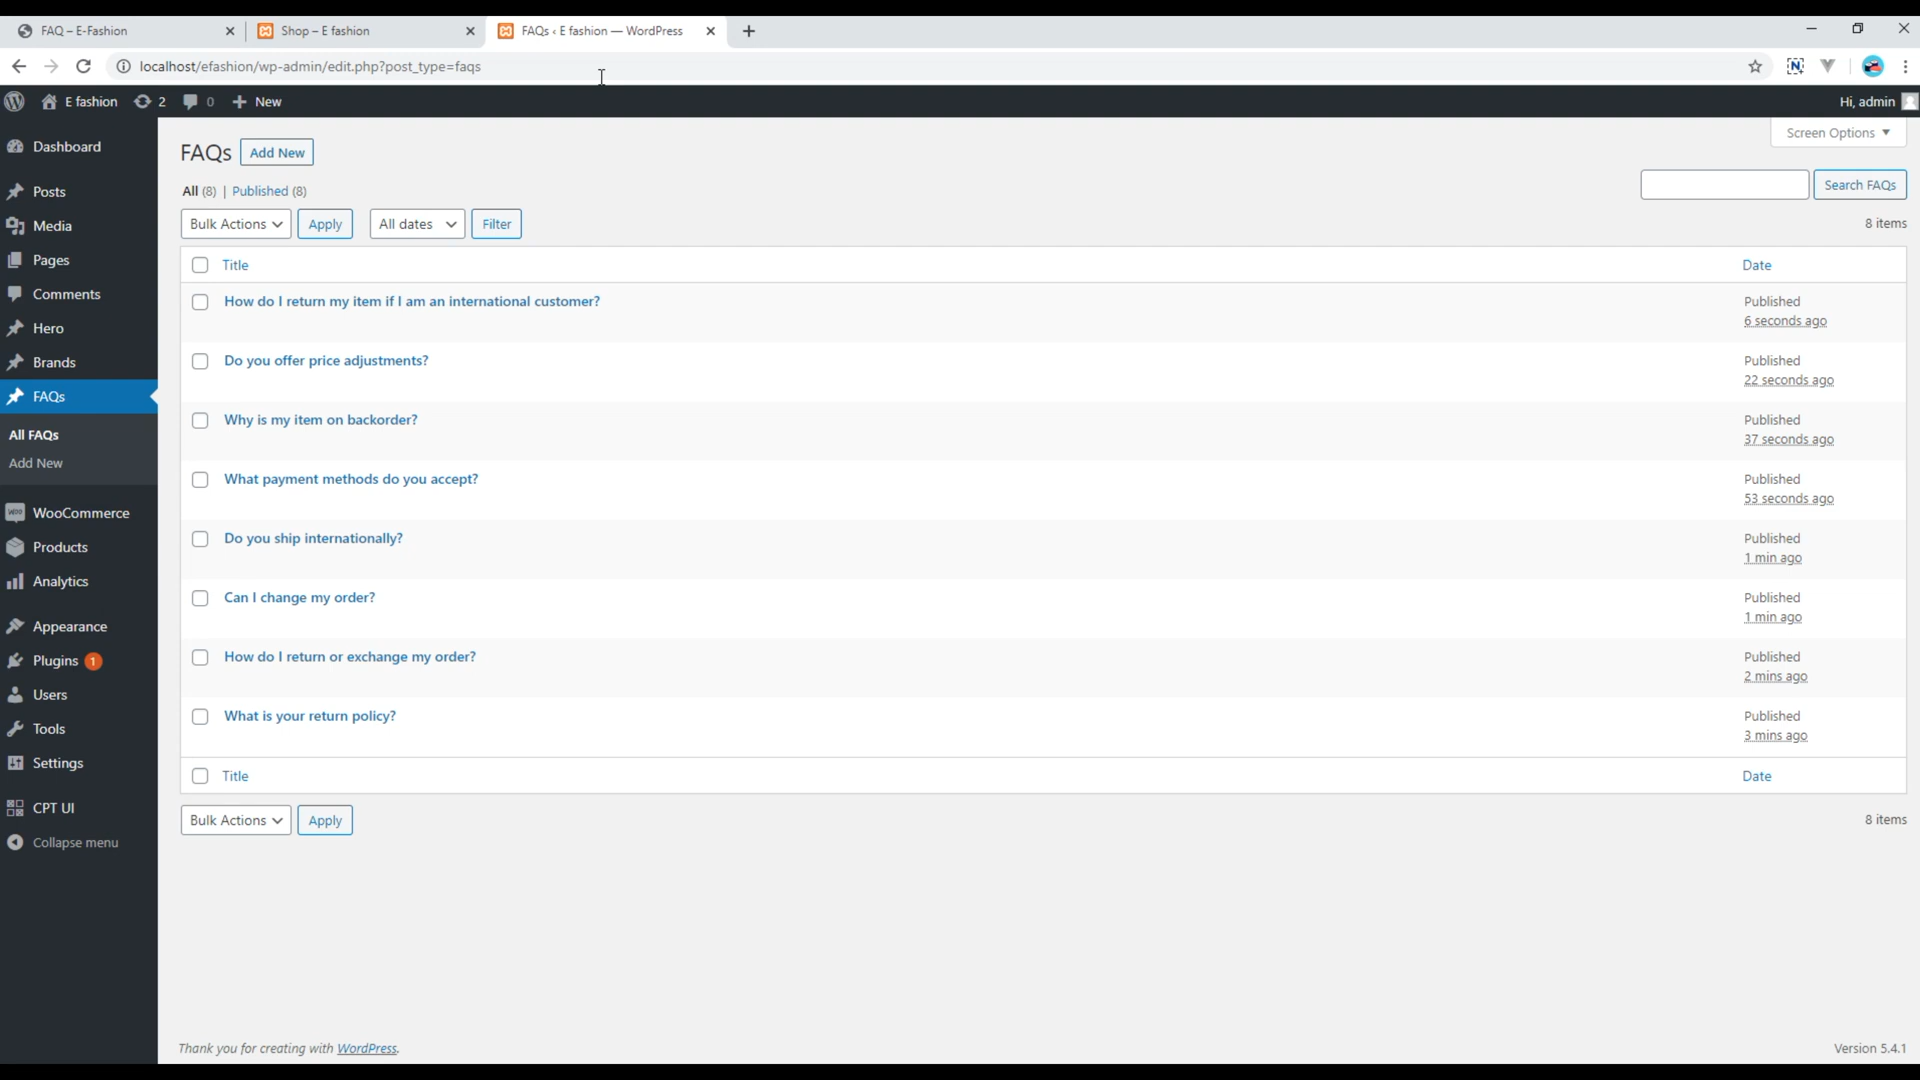 FAQ – E-Fashion
Shop – E fashion
FAQs ‹ E fashion — WordPress
localhost/efashion/wp-admin/edit.php?post_type=faqs
E fashion
2
0
New
Hi, admin
Dashboard
Posts
Media
Pages
Comments
Hero
Brands
FAQs
All FAQs
Add New
WooCommerce
Products
Analytics
Appearance
Plugins 1
Users
Tools
Settings
CPT UI
Collapse menu
Screen Options
FAQs Add New
All (8) | Published (8)
Search FAQs
Bulk Actions Apply All dates Filter
8 items
Title Date
How do I return my item if I am an international customer? Published
6 seconds ago
Do you offer price adjustments? Published
22 seconds ago
Why is my item on backorder? Published
37 seconds ago
What payment methods do you accept? Published
53 seconds ago
Do you ship internationally? Published
1 min ago
Can I change my order? Published
1 min ago
How do I return or exchange my order? Published
2 mins ago
What is your return policy? Published
3 mins ago
Title Date
Bulk Actions Apply 8 items
Thank you for creating with WordPress. Version 5.4.1